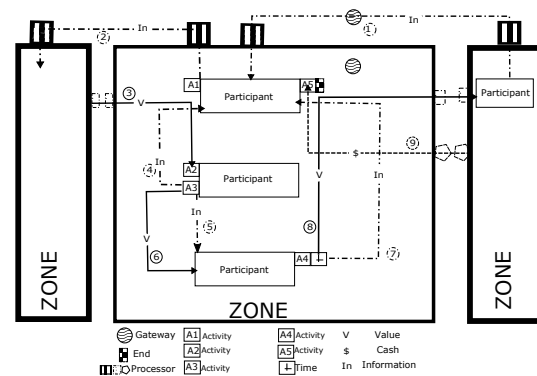 In
1
In
2
A1
Participant
A5
Participant
3
V
9
$
4
In
A2
A3
Participant
V
In
In
5
V
6
8
7
Participant
A4
ZONE
ZONE
ZONE
Gateway
A1 Activity
A4 Activity
V Value
End
A2 Activity
A5 Activity
$ Cash
Processor
A3 Activity
Time
In Information